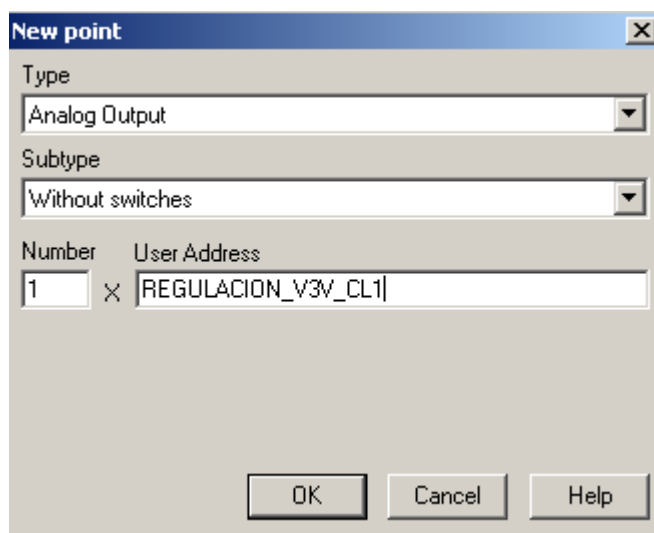 New point
Type
Analog Output
Subtype
Without switches
Number User Address
1 X REGULACION_V3V_CL1
OK Cancel Help